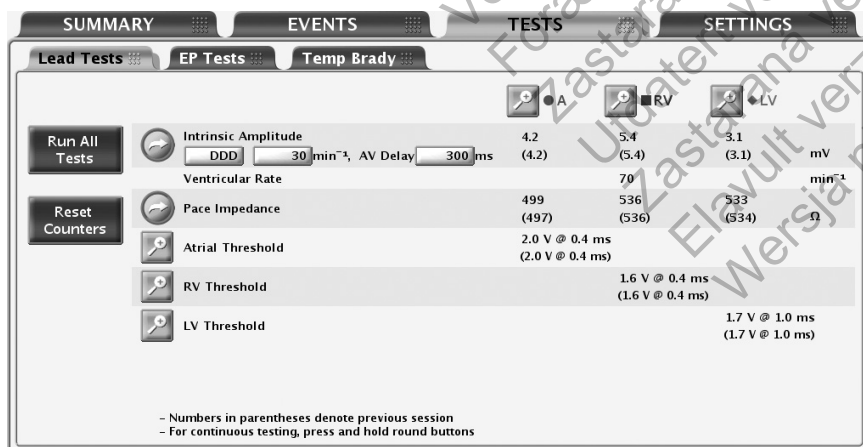 SUMMARY EVENTS TESTS SETTINGS
Lead Tests EP Tests Temp Brady
A RV LV
Run All Tests
Intrinsic Amplitude 4.2 5.4 3.1
DDD 30 min⁻¹, AV Delay 300 ms (4.2) (5.4) (3.1) mV
Ventricular Rate 70 min⁻¹
Reset Counters
Pace Impedance 499 536 533
(497) (536) (534) Ω
Atrial Threshold 2.0 V @ 0.4 ms
(2.0 V @ 0.4 ms)
RV Threshold 1.6 V @ 0.4 ms
(1.6 V @ 0.4 ms)
LV Threshold 1.7 V @ 1.0 ms
(1.7 V @ 1.0 ms)
– Numbers in parentheses denote previous session
– For continuous testing, press and hold round buttons